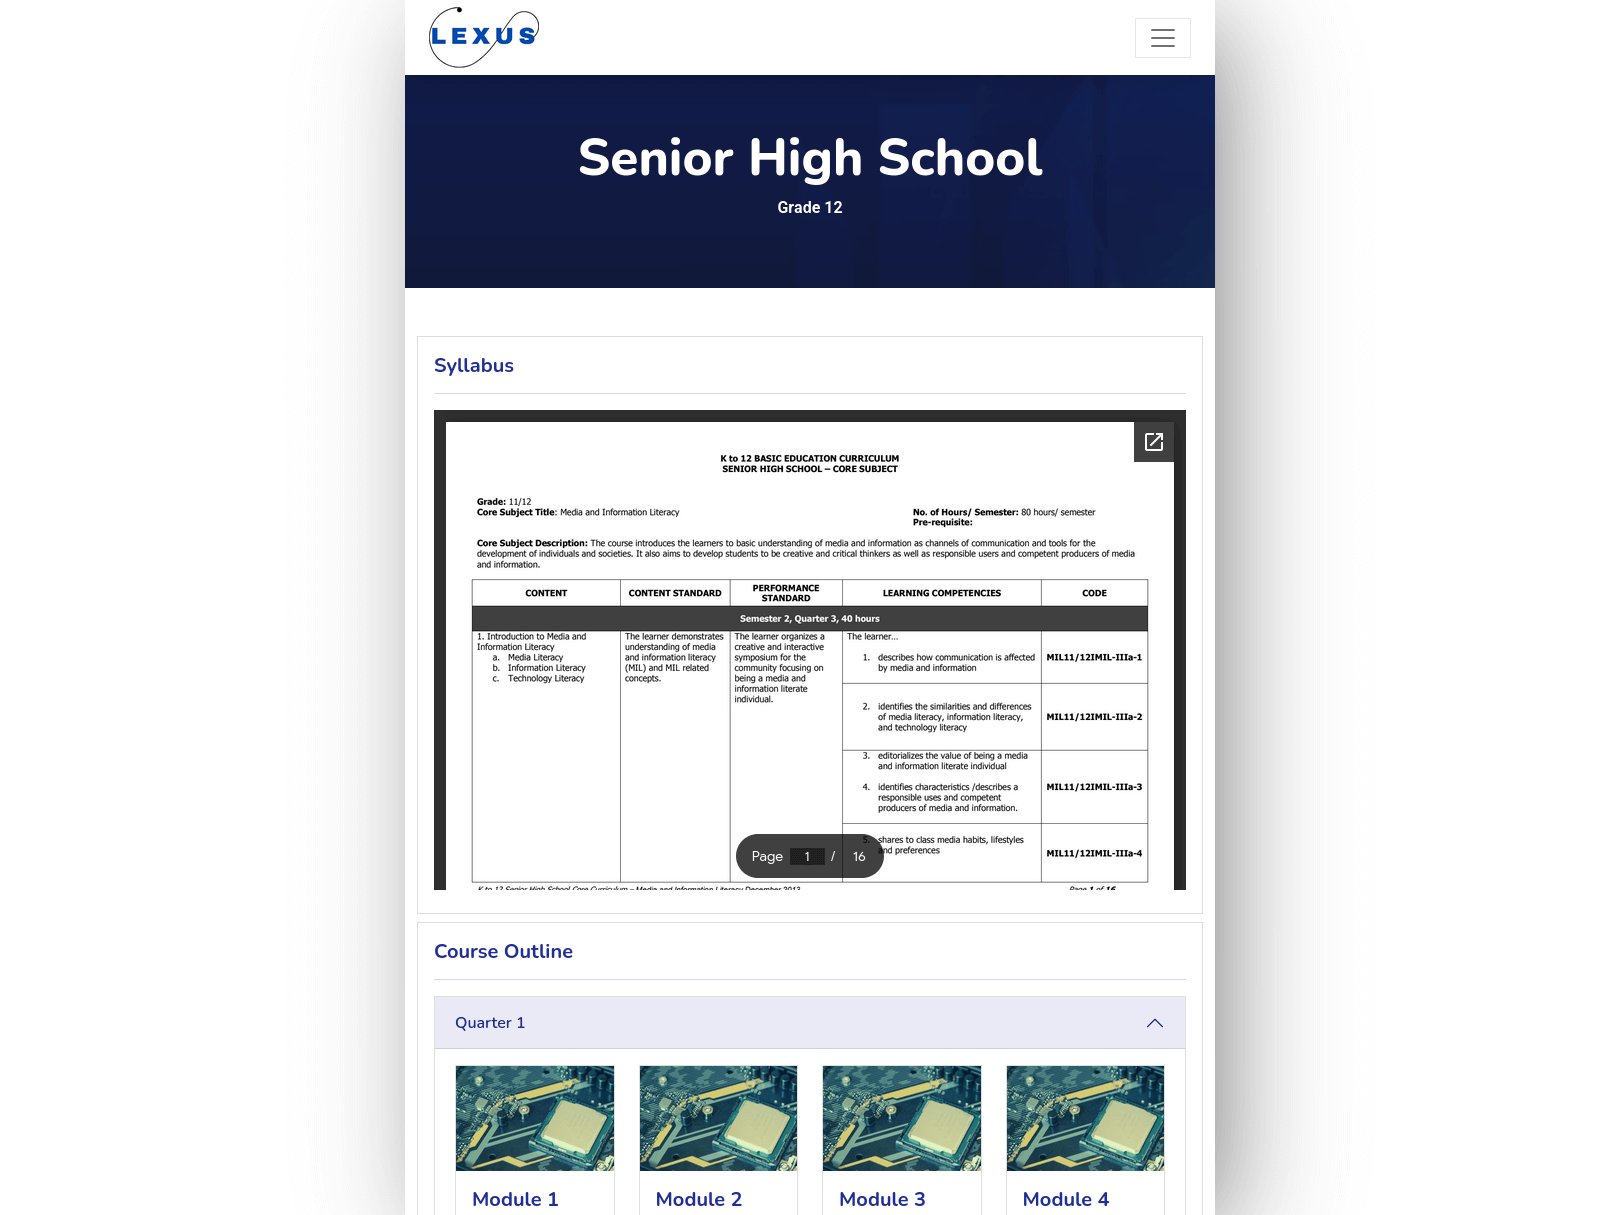 LEXUS
Senior High School
Grade 12
Syllabus
K to 12 BASIC EDUCATION CURRICULUM
SENIOR HIGH SCHOOL – CORE SUBJECT
Grade: 11/12
Core Subject Title: Media and Information Literacy
No. of Hours/ Semester: 80 hours/ semester
Pre-requisite:
Core Subject Description: The course introduces the learners to basic understanding of media and information as channels of communication and tools for the
development of individuals and societies. It also aims to develop students to be creative and critical thinkers as well as responsible users and competent producers of media
and information.
CONTENT
CONTENT STANDARD
PERFORMANCE
STANDARD
LEARNING COMPETENCIES
CODE
Semester 2, Quarter 3, 40 hours
1. Introduction to Media and
Information Literacy
a. Media Literacy
b. Information Literacy
c. Technology Literacy
The learner demonstrates
understanding of media
and information literacy
(MIL) and MIL related
concepts.
The learner organizes a
creative and interactive
symposium for the
community focusing on
being a media and
information literate
individual.
The learner...
1. describes how communication is affected
by media and information
MIL11/12IMIL-IIIa-1
2. identifies the similarities and differences
of media literacy, information literacy,
and technology literacy
MIL11/12IMIL-IIIa-2
3. editorializes the value of being a media
and information literate individual
4. identifies characteristics /describes a
responsible uses and competent
producers of media and information.
MIL11/12IMIL-IIIa-3
5. shares to class media habits, lifestyles
and preferences
MIL11/12IMIL-IIIa-4
K to 12 Senior High School Core Curriculum – Media and Information Literacy December 2013
Page 1 of 16
Page 1 / 16
Course Outline
Quarter 1
Module 1
Module 2
Module 3
Module 4